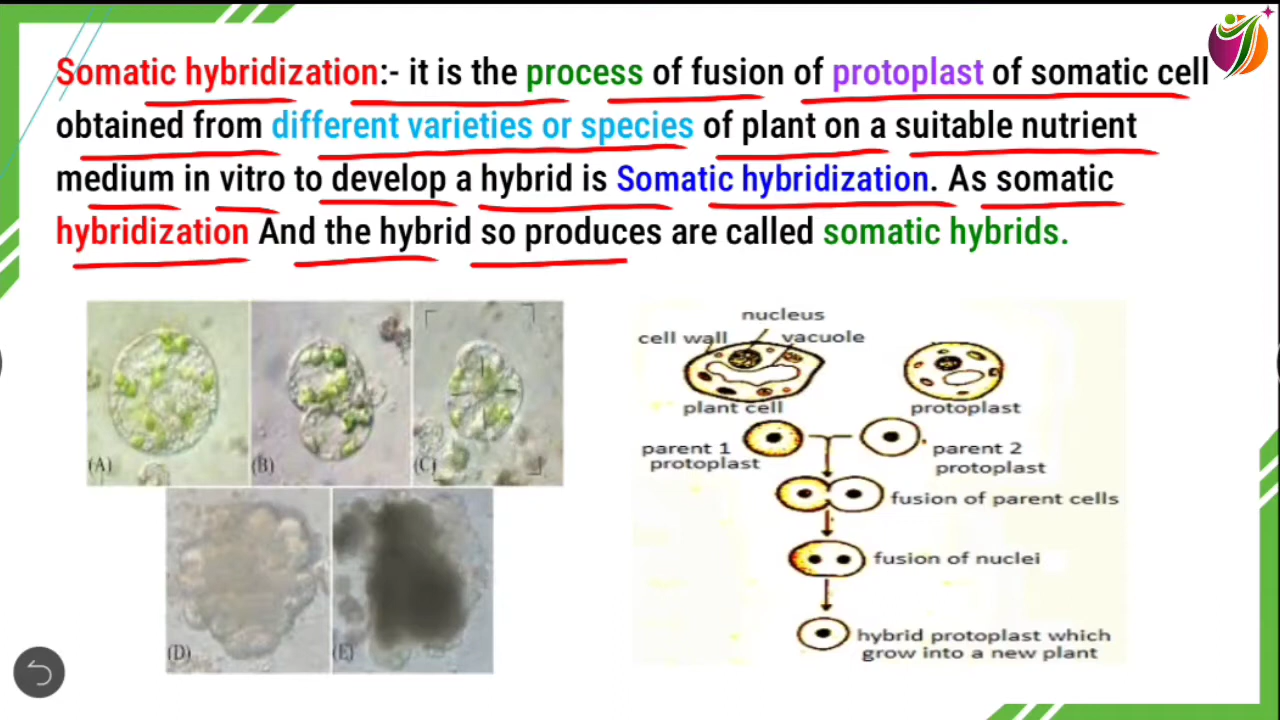 Somatic hybridization:- it is the process of fusion of protoplast of somatic cell
obtained from different varieties or species of plant on a suitable nutrient
medium in vitro to develop a hybrid is Somatic hybridization. As somatic
hybridization And the hybrid so produces are called somatic hybrids.
(A)
(B)
(C)
(D)
(E)
nucleus
cell wall
vacuole
plant cell
protoplast
parent 1
protoplast
parent 2
protoplast
fusion of parent cells
fusion of nuclei
hybrid protoplast which
grow into a new plant